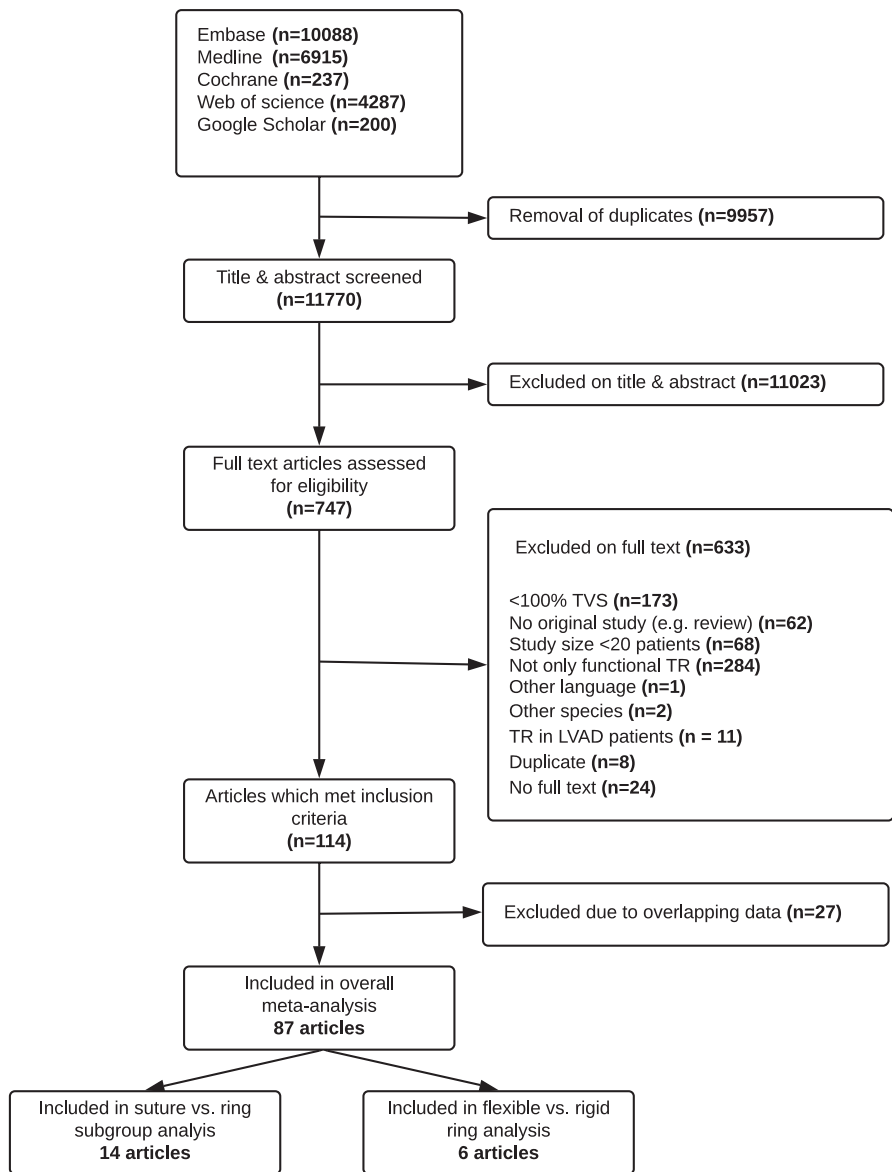 Embase (n=10088)
Medline (n=6915)
Cochrane (n=237)
Web of science (n=4287)
Google Scholar (n=200)
Removal of duplicates (n=9957)
Title & abstract screened
(n=11770)
Excluded on title & abstract (n=11023)
Full text articles assessed
for eligibility
(n=747)
Excluded on full text (n=633)
<100% TVS (n=173)
No original study (e.g. review) (n=62)
Study size <20 patients (n=68)
Not only functional TR (n=284)
Other language (n=1)
Other species (n=2)
TR in LVAD patients (n = 11)
Duplicate (n=8)
No full text (n=24)
Articles which met inclusion
criteria
(n=114)
Excluded due to overlapping data (n=27)
Included in overall
meta-analysis
87 articles
Included in suture vs. ring
subgroup analyis
14 articles
Included in flexible vs. rigid
ring analysis
6 articles